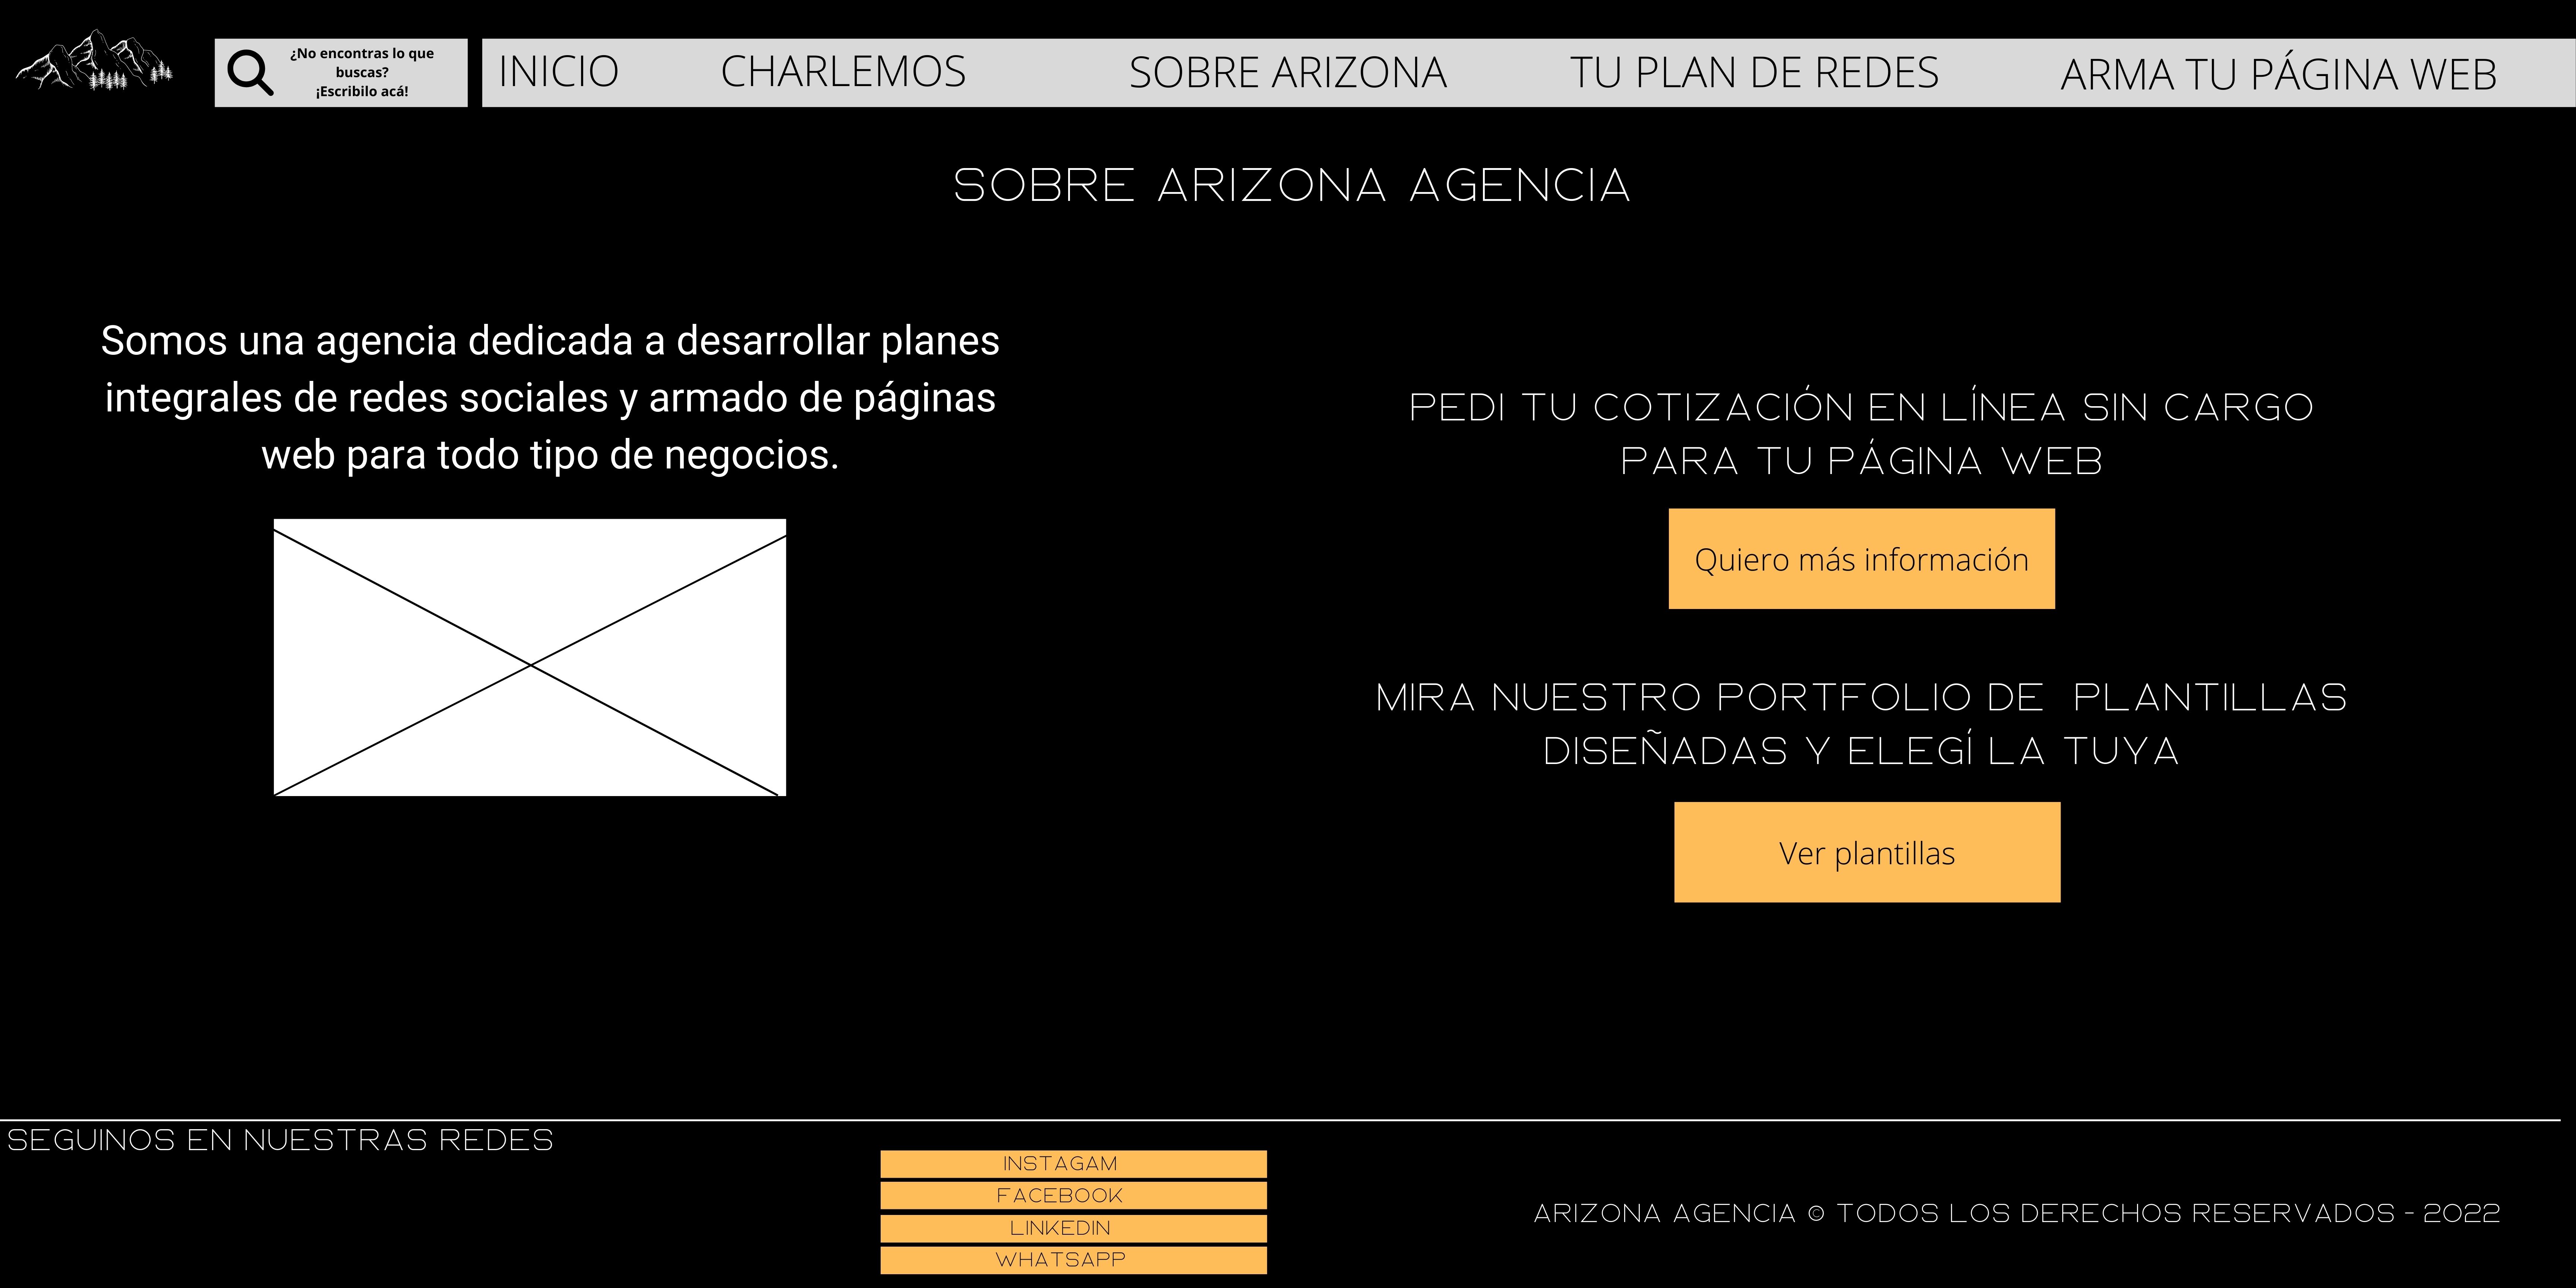 ¿No encontras lo que
buscas?
¡Escribilo acá!
INICIO
CHARLEMOS
SOBRE ARIZONA
TU PLAN DE REDES
ARMA TU PÁGINA WEB
SOBRE ARIZONA AGENCIA
Somos una agencia dedicada a desarrollar planes
integrales de redes sociales y armado de páginas
web para todo tipo de negocios.
PEDI TU COTIZACIÓN EN LÍNEA SIN CARGO
PARA TU PÁGINA WEB
Quiero más información
MIRA NUESTRO PORTFOLIO DE PLANTILLAS
DISEÑADAS Y ELEGÍ LA TUYA
Ver plantillas
SEGUINOS EN NUESTRAS REDES
INSTAGAM
FACEBOOK
LINKEDIN
WHATSAPP
ARIZONA AGENCIA © TODOS LOS DERECHOS RESERVADOS - 2022